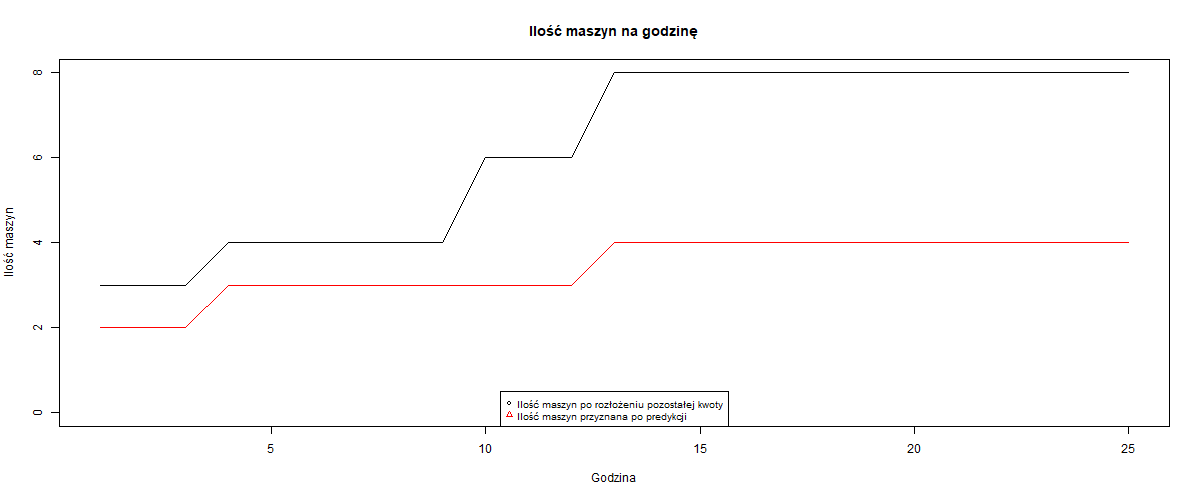 Ilość maszyn na godzinę
Ilość maszyn
8
6
4
2
0
Ilość maszyn po rozłożeniu pozostałej kwoty
Ilość maszyn przyznana po predykcji
5 10 15 20 25
Godzina